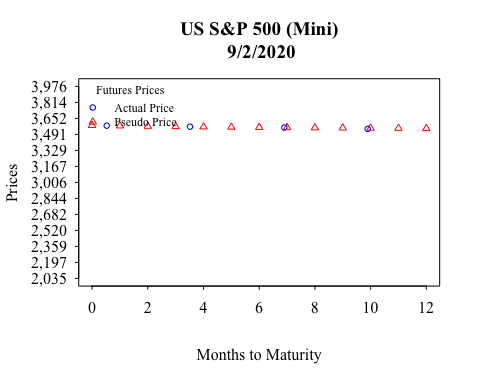 US S&P 500 (Mini)
9/2/2020
Futures Prices
Actual Price
Pseudo Price
Prices
3,976
3,814
3,652
3,491
3,329
3,167
3,006
2,844
2,682
2,520
2,359
2,197
2,035
0 2 4 6 8 10 12
Months to Maturity